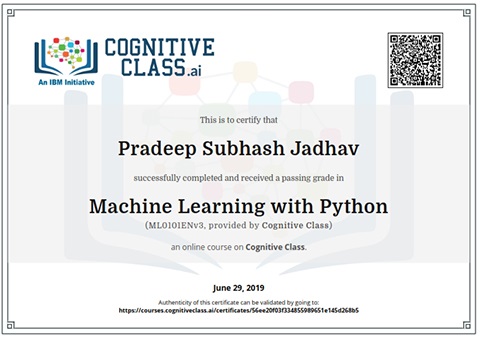 COGNITIVE
CLASS.ai
An IBM Initiative
This is to certify that
Pradeep Subhash Jadhav
successfully completed and received a passing grade in
Machine Learning with Python
(ML0101ENv3, provided by Cognitive Class)
an online course on Cognitive Class.
June 29, 2019
Authenticity of this certificate can be validated by going to:
https://courses.cognitiveclass.ai/certificates/56ee20f03f334855989651e145d268b5